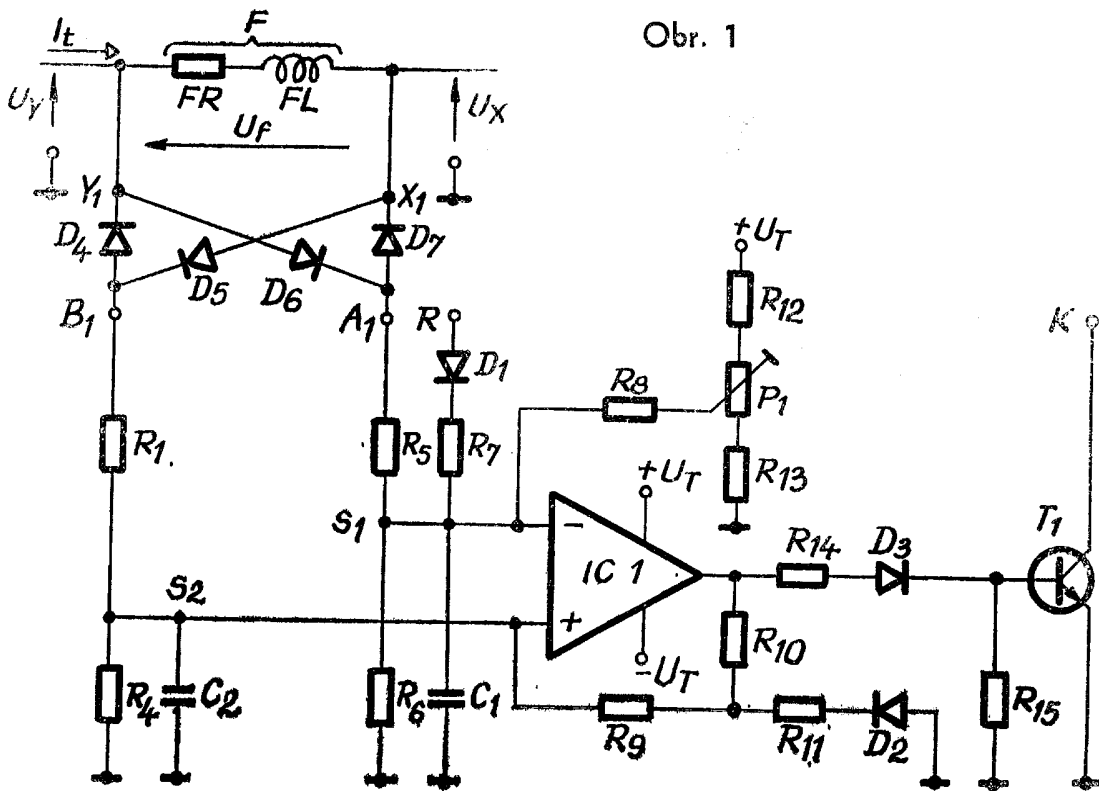 Obr. 1
It
F
FR
FL
UY
UX
Uf
Y1
X1
D4
D5
D6
D7
B1
A1
R
D1
+UT
R12
K
R8
P1
R1
R5
R7
R13
+UT
S1
−
IC 1
R14
D3
T1
S2
+
−UT
R10
R4
C2
R6
C1
R9
R11
D2
R15